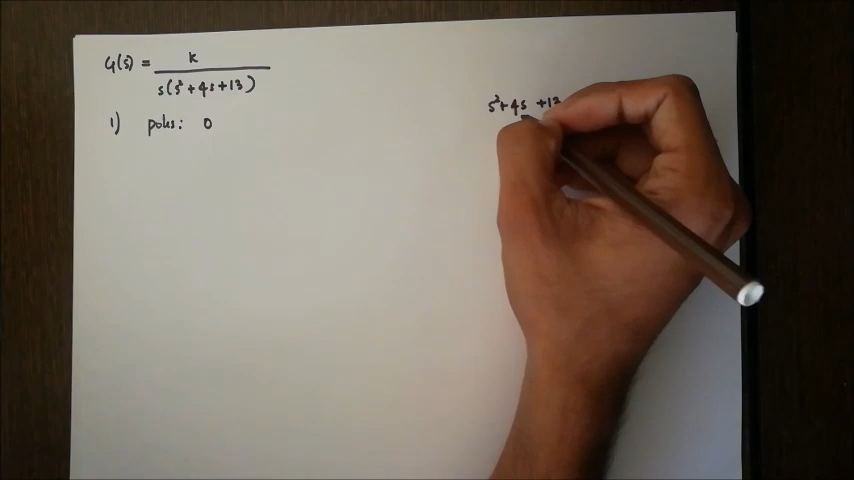 G(s) = K
s(s²+4s+13)
s²+4s+13
1) poles: 0